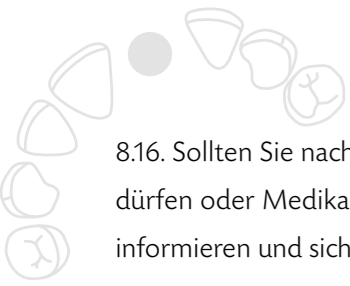 8.16. Sollten Sie nach
dürfen oder Medika
informieren und sich